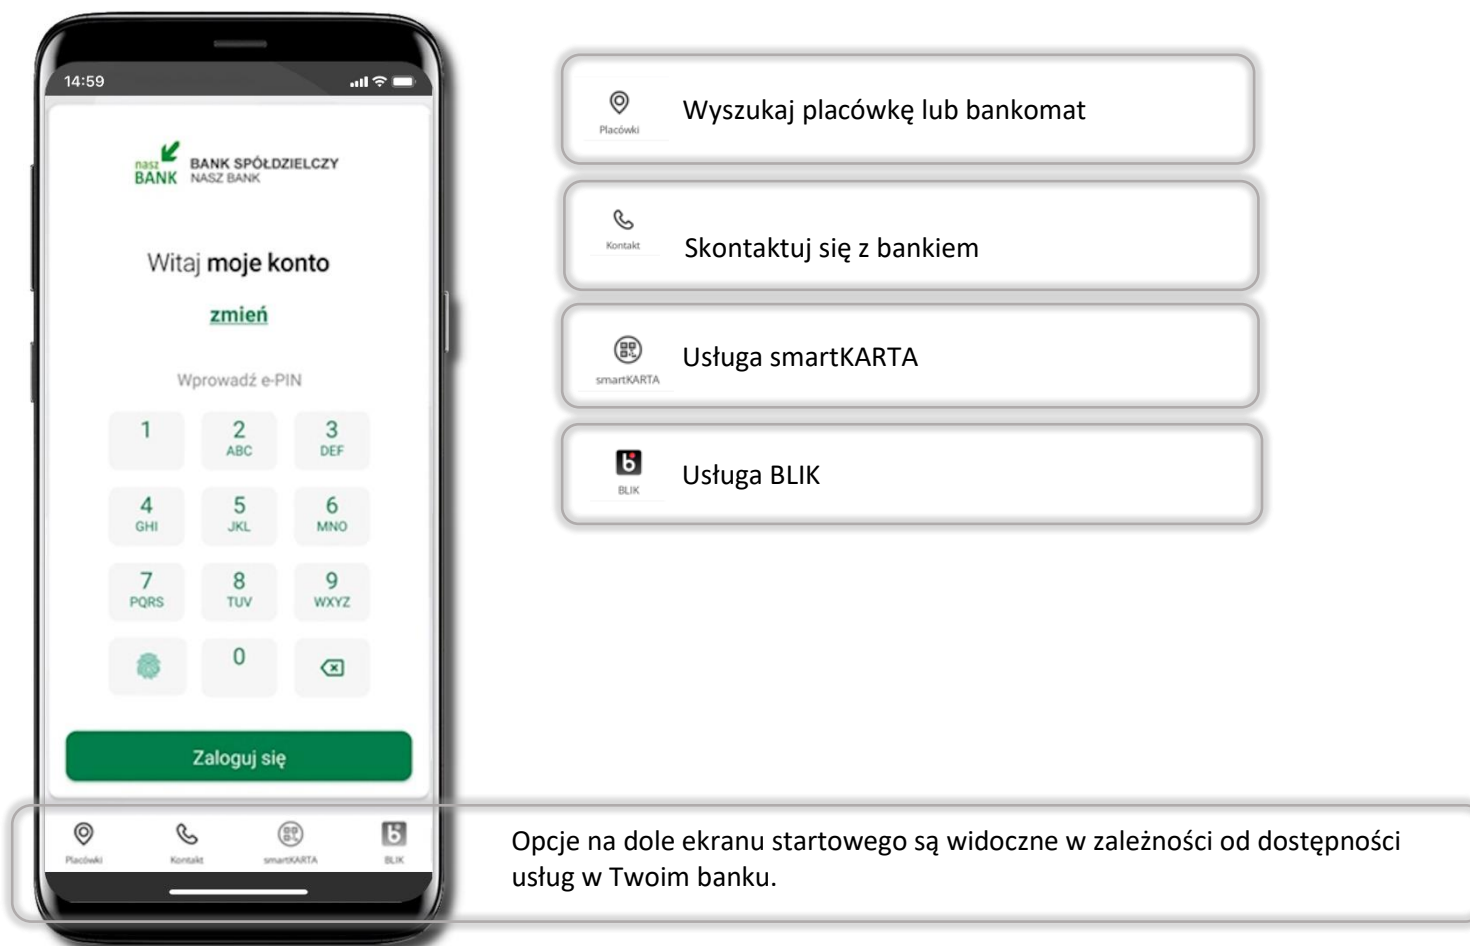 14:59
nasz
BANK
BANK SPÓŁDZIELCZY
NASZ BANK
Witaj moje konto
zmień
Wprowadź e-PIN
1 2 3
ABC DEF
4 5 6
GHI JKL MNO
7 8 9
PQRS TUV WXYZ
0
Zaloguj się
Placówki Kontakt smartKARTA BLIK
Placówki
Wyszukaj placówkę lub bankomat
Kontakt
Skontaktuj się z bankiem
smartKARTA
Usługa smartKARTA
BLIK
Usługa BLIK
Opcje na dole ekranu startowego są widoczne w zależności od dostępności
usług w Twoim banku.